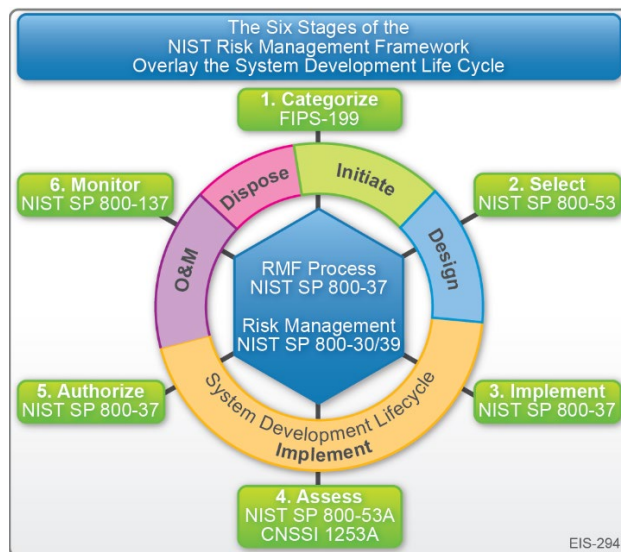 The Six Stages of the
NIST Risk Management Framework
Overlay the System Development Life Cycle
1. Categorize
FIPS-199
6. Monitor
NIST SP 800-137
2. Select
NIST SP 800-53
Dispose
Initiate
O&M
Design
RMF Process
NIST SP 800-37
Risk Management
NIST SP 800-30/39
5. Authorize
NIST SP 800-37
3. Implement
NIST SP 800-37
System Development Lifecycle
Implement
4. Assess
NIST SP 800-53A
CNSSI 1253A
EIS-294